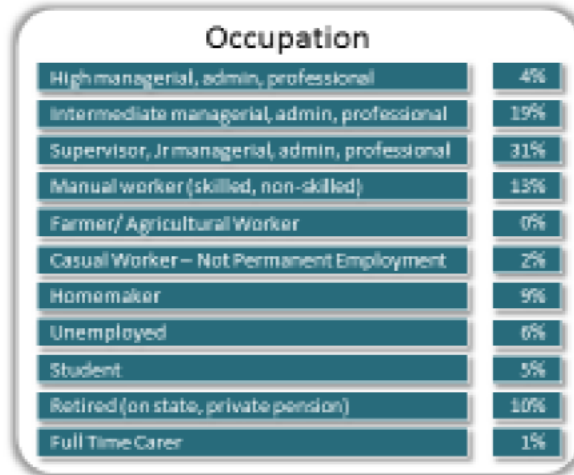 Occupation
High managerial, admin, professional 4%
Intermediate managerial, admin, professional 19%
Supervisor, Jr managerial, admin, professional 31%
Manual worker (skilled, non-skilled) 13%
Farmer/ Agricultural Worker 0%
Casual Worker – Not Permanent Employment 2%
Homemaker 9%
Unemployed 6%
Student 5%
Retired (on state, private pension) 10%
Full Time Carer 1%